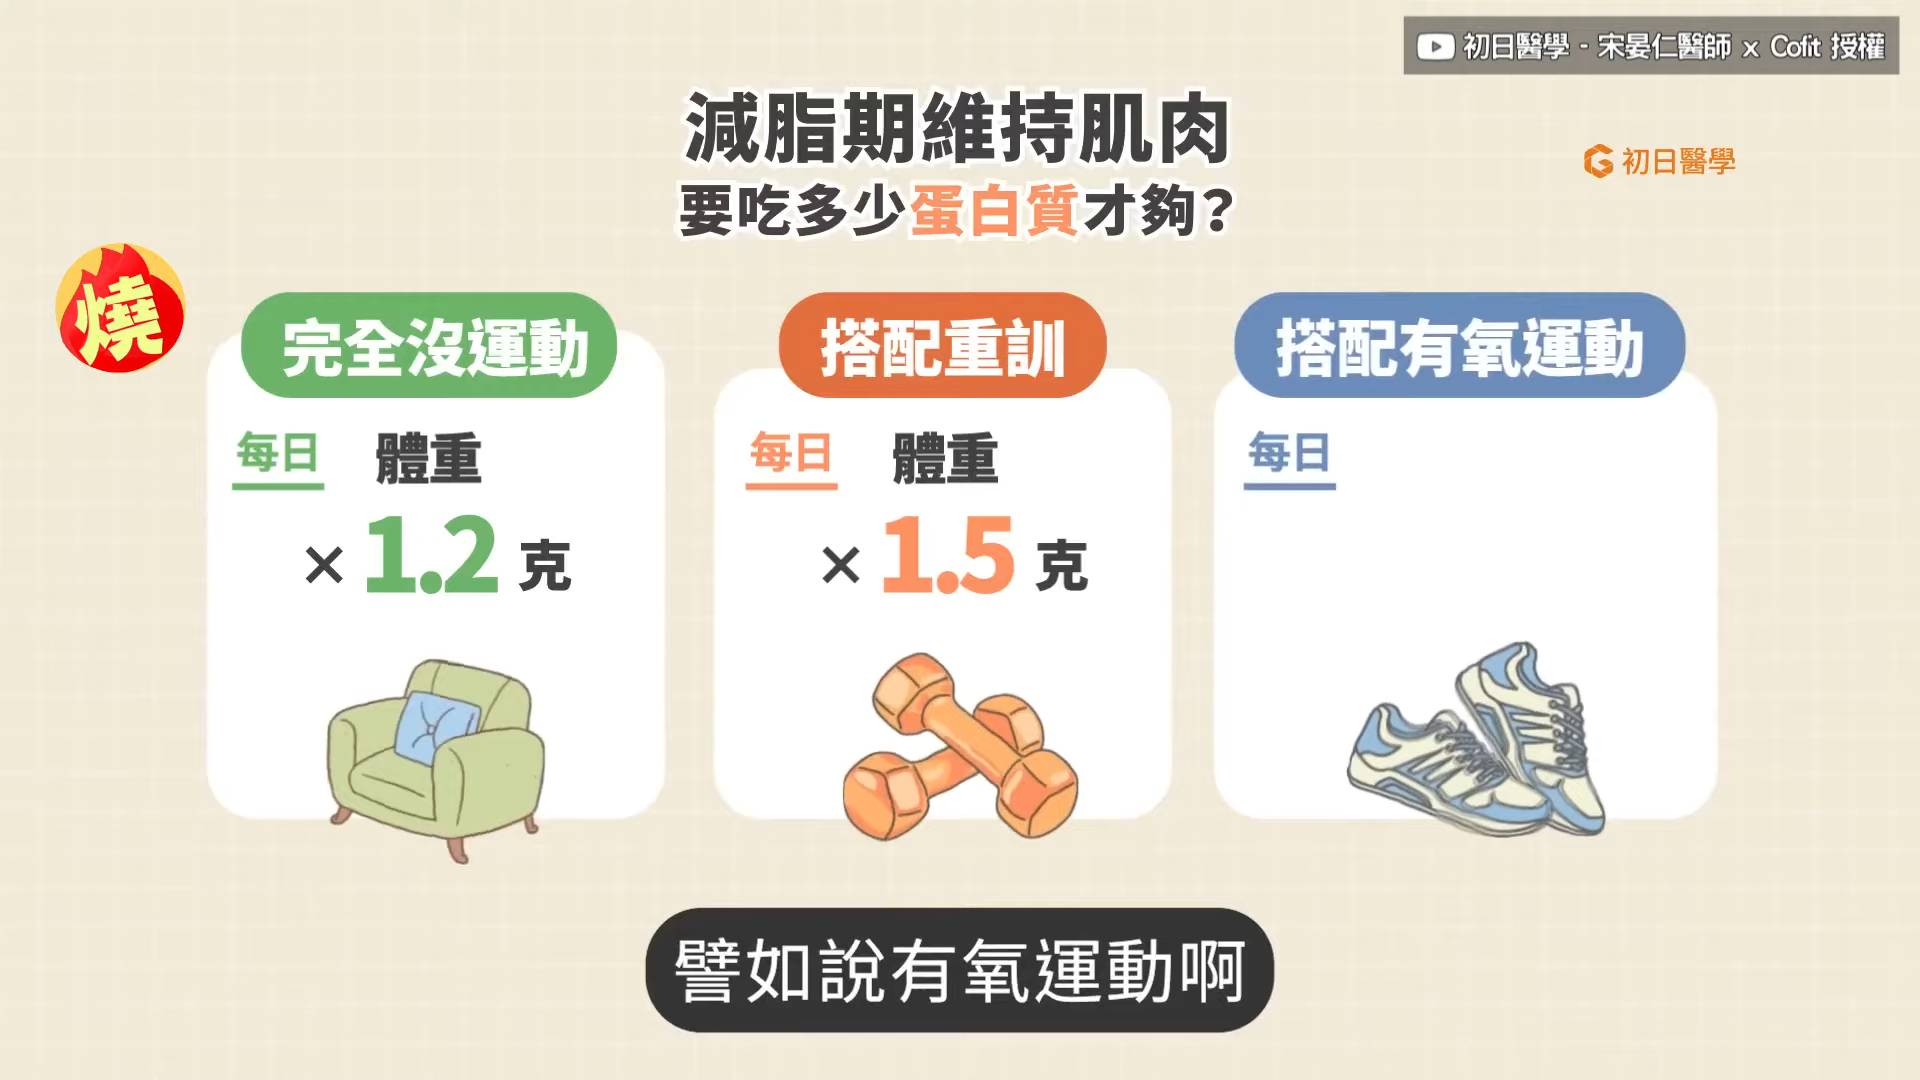 初日醫學 - 宋晏仁醫師 x Cofit 授權
減脂期維持肌肉
要吃多少蛋白質才夠？
初日醫學
燒
完全沒運動
每日 體重
× 1.2 克
搭配重訓
每日 體重
× 1.5 克
搭配有氧運動
每日
譬如說有氧運動啊